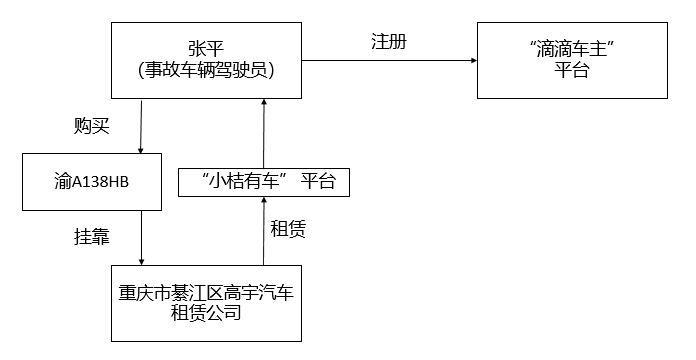 张平
（事故车辆驾驶员）
注册
“滴滴车主”
平台
购买
渝A138HB
“小桔有车” 平台
挂靠
租赁
重庆市綦江区高宇汽车
租赁公司